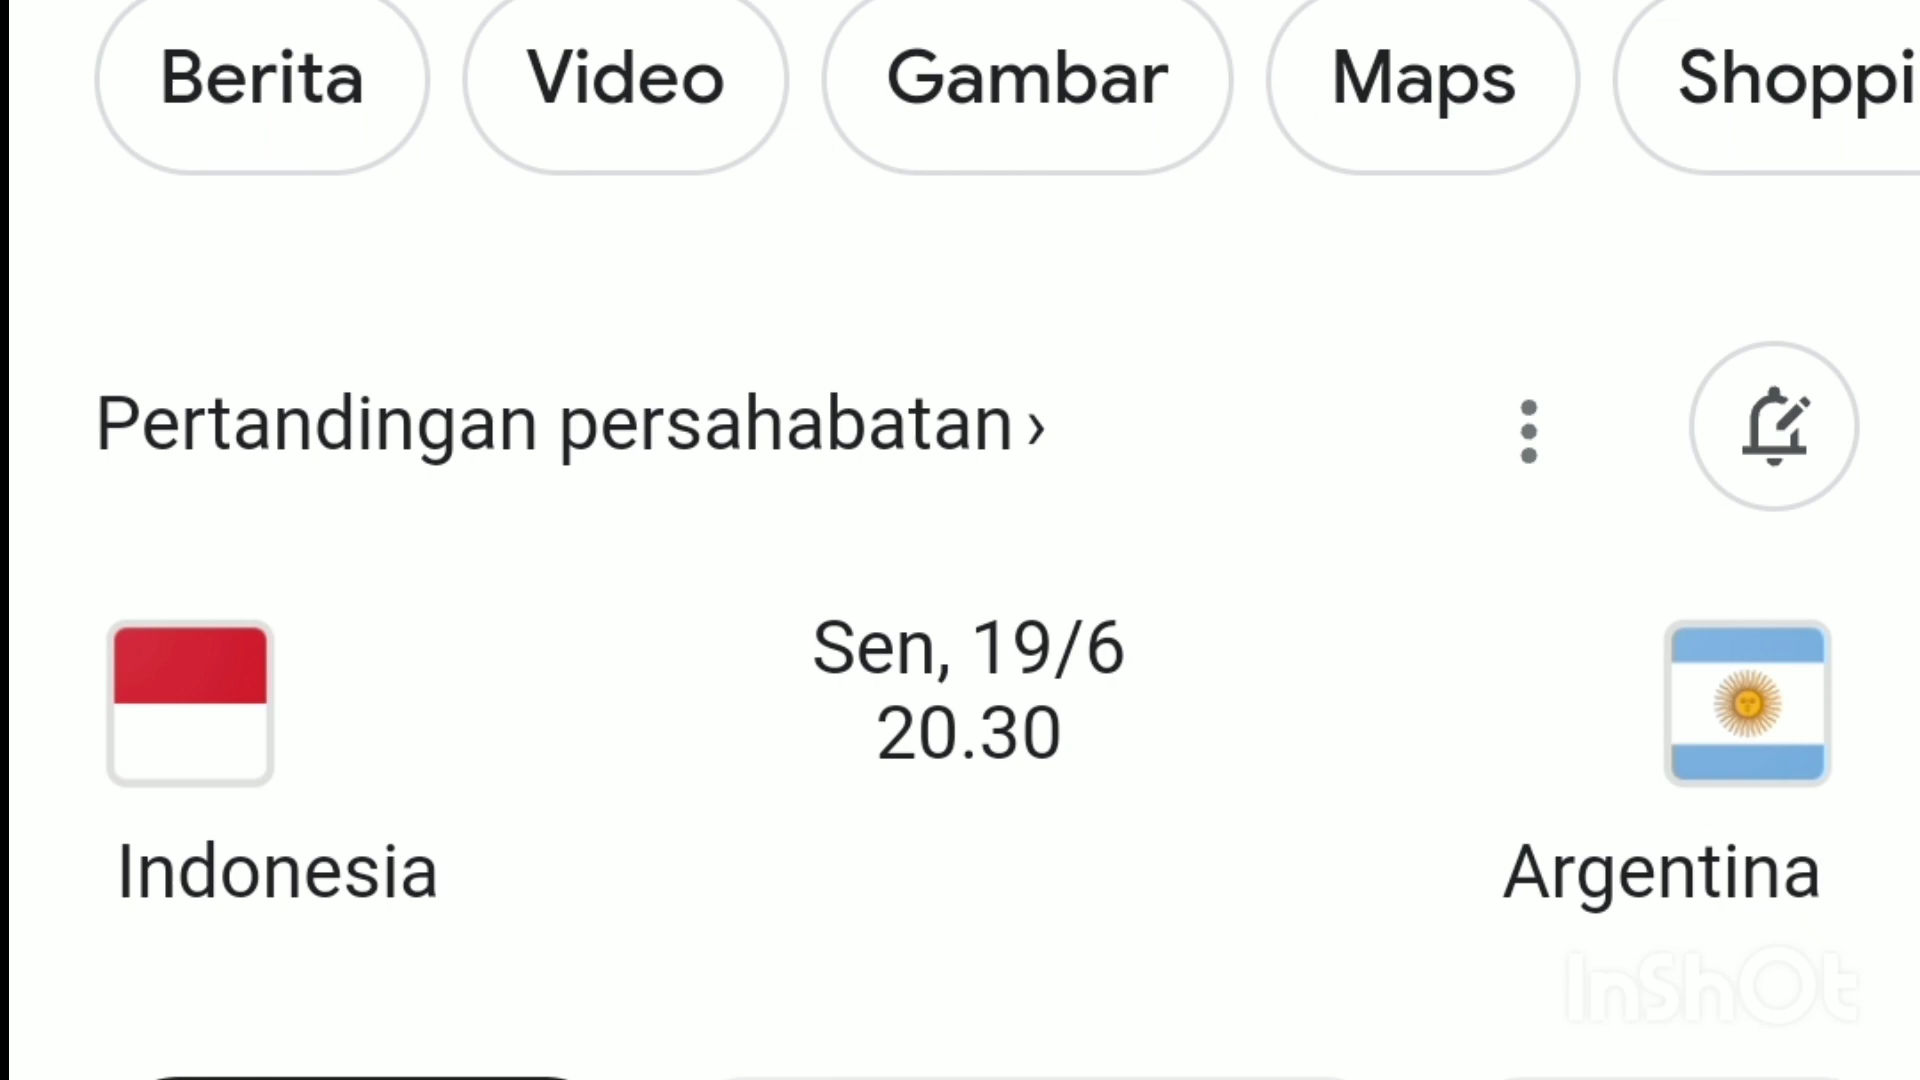 Berita Video Gambar Maps Shoppi
Pertandingan persahabatan ›
Sen, 19/6
20.30
Indonesia Argentina
InShOt